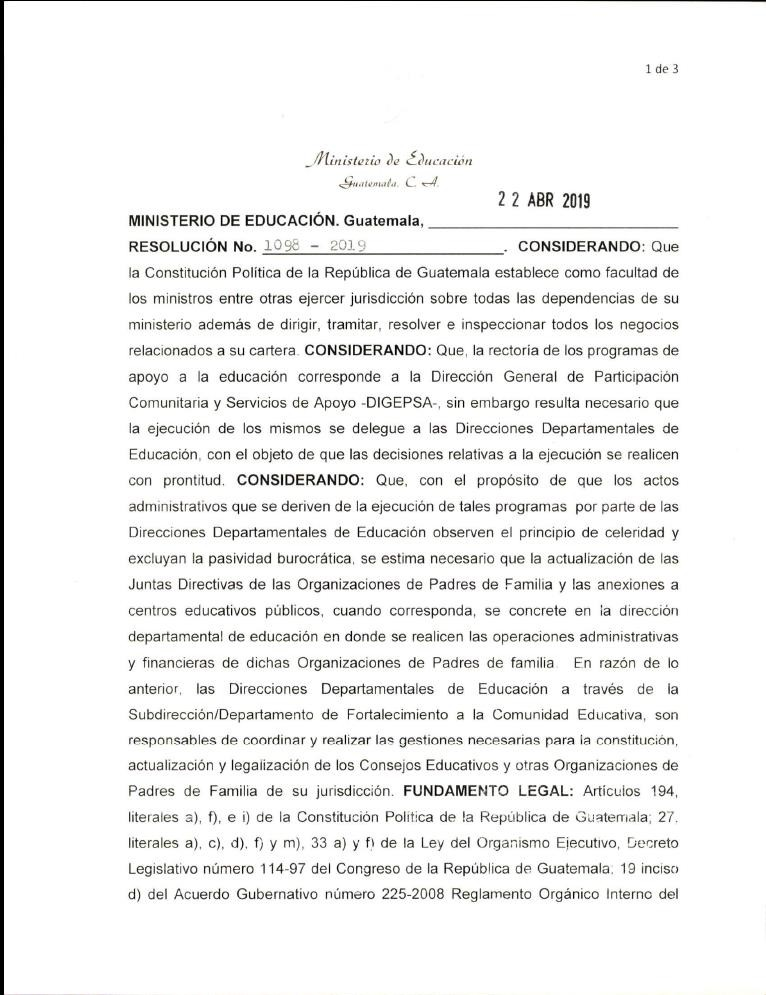 1 de 3
Ministerio de Educación
Guatemala, C. A.
2 2 ABR 2019
MINISTERIO DE EDUCACIÓN. Guatemala,
RESOLUCIÓN No. 1098 - 2019 . CONSIDERANDO: Que
la Constitución Política de la República de Guatemala establece como facultad de
los ministros entre otras ejercer jurisdicción sobre todas las dependencias de su
ministerio además de dirigir, tramitar, resolver e inspeccionar todos los negocios
relacionados a su cartera. CONSIDERANDO: Que, la rectoría de los programas de
apoyo a la educación corresponde a la Dirección General de Participación
Comunitaria y Servicios de Apoyo -DIGEPSA-, sin embargo resulta necesario que
la ejecución de los mismos se delegue a las Direcciones Departamentales de
Educación, con el objeto de que las decisiones relativas a la ejecución se realicen
con prontitud. CONSIDERANDO: Que, con el propósito de que los actos
administrativos que se deriven de la ejecución de tales programas por parte de las
Direcciones Departamentales de Educación observen el principio de celeridad y
excluyan la pasividad burocrática, se estima necesario que la actualización de las
Juntas Directivas de las Organizaciones de Padres de Familia y las anexiones a
centros educativos públicos, cuando corresponda, se concrete en la dirección
departamental de educación en donde se realicen las operaciones administrativas
y financieras de dichas Organizaciones de Padres de familia. En razón de lo
anterior, las Direcciones Departamentales de Educación a través de la
Subdirección/Departamento de Fortalecimiento a la Comunidad Educativa, son
responsables de coordinar y realizar las gestiones necesarias para la constitución,
actualización y legalización de los Consejos Educativos y otras Organizaciones de
Padres de Familia de su jurisdicción. FUNDAMENTO LEGAL: Artículos 194,
literales a), f), e i) de la Constitución Política de la República de Guatemala; 27,
literales a), c), d), f) y m), 33 a) y f) de la Ley del Organismo Ejecutivo, Decreto
Legislativo número 114-97 del Congreso de la República de Guatemala; 19 inciso
d) del Acuerdo Gubernativo número 225-2008 Reglamento Orgánico Interno del